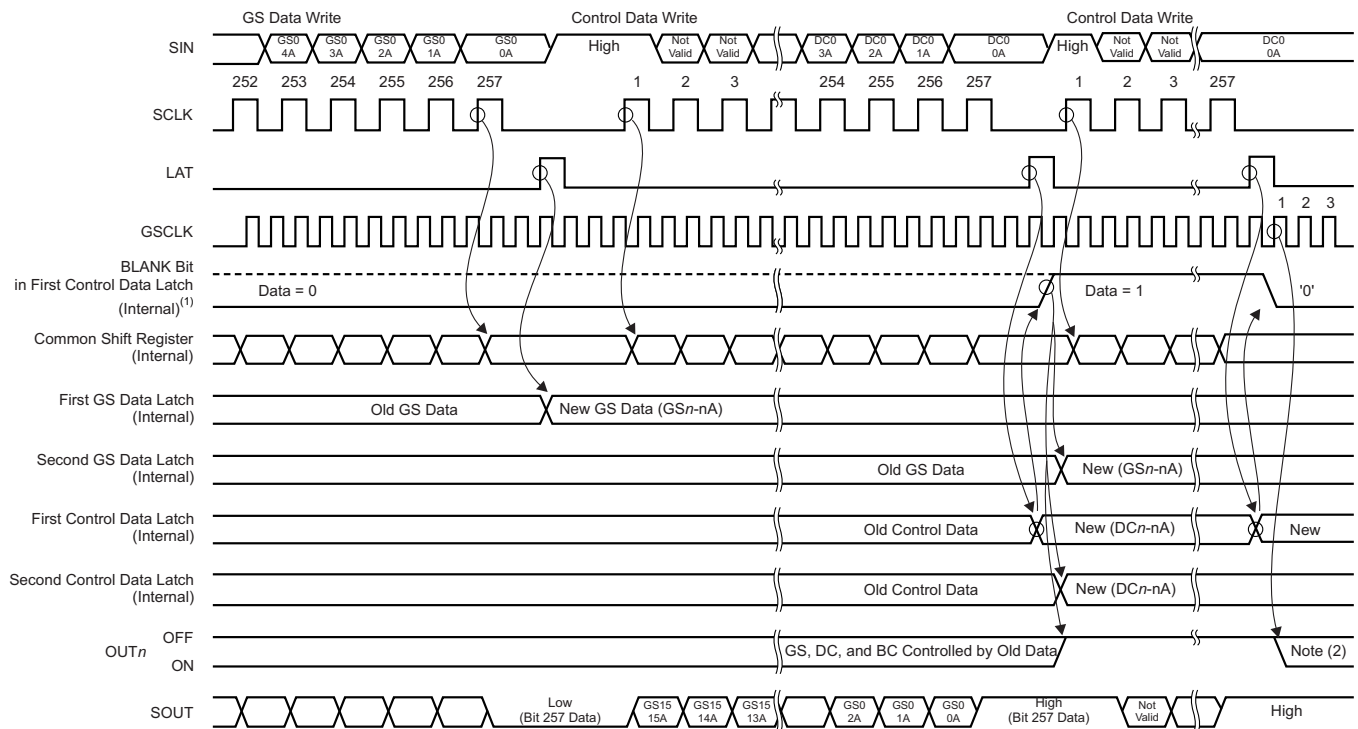 GS Data Write Control Data Write Control Data Write
SIN
GS0 4A GS0 3A GS0 2A GS0 1A GS0 0A High Not Valid Not Valid DC0 3A DC0 2A DC0 1A DC0 0A High Not Valid Not Valid DC0 0A
252 253 254 255 256 257 1 2 3 254 255 256 257 1 2 3 257
SCLK
LAT
1 2 3
GSCLK
BLANK Bit
in First Control Data Latch
(Internal)(1)
Data = 0 Data = 1 '0'
Common Shift Register
(Internal)
First GS Data Latch
(Internal)
Old GS Data New GS Data (GSn-nA)
Second GS Data Latch
(Internal)
Old GS Data New (GSn-nA)
First Control Data Latch
(Internal)
Old Control Data New (DCn-nA) New
Second Control Data Latch
(Internal)
Old Control Data New (DCn-nA)
OFF
OUTn
ON
GS, DC, and BC Controlled by Old Data Note (2)
SOUT
Low
(Bit 257 Data)
GS15 15A GS15 14A GS15 13A GS0 2A GS0 1A GS0 0A
High
(Bit 257 Data)
Not Valid High